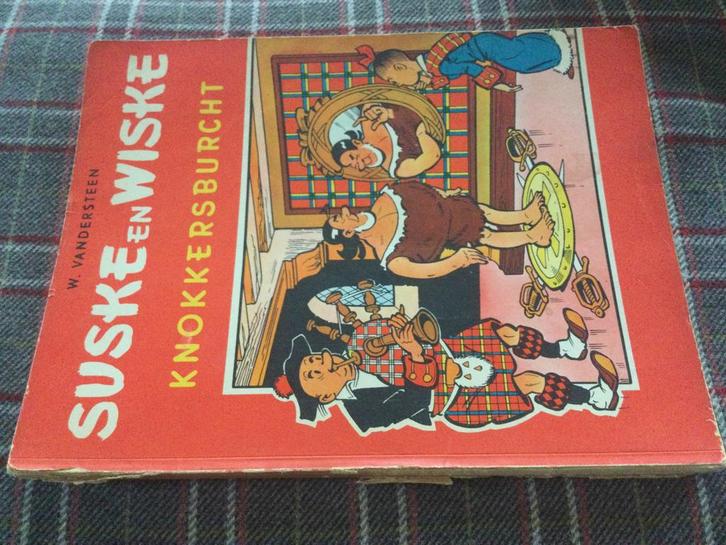 W. VANDERSTEEN
SUSKE EN WISKE
KNOKKERSBURCHT